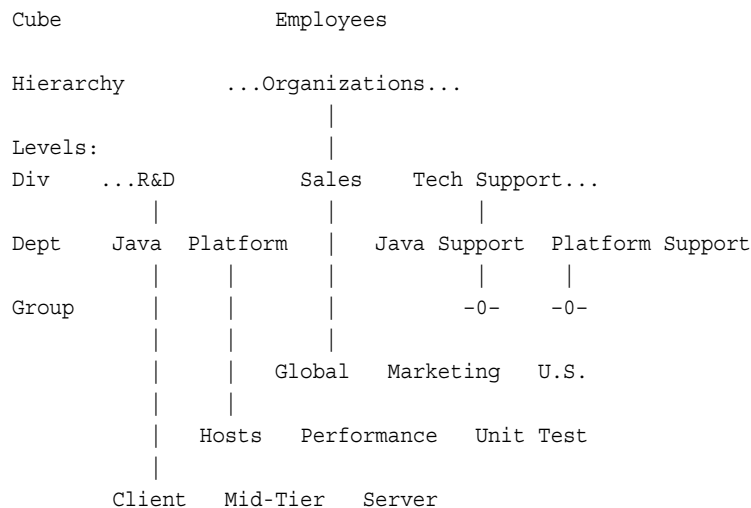 Cube Employees
Hierarchy ...Organizations...
Levels:
Div ...R&D Sales Tech Support...
Dept Java Platform Java Support Platform Support
Group -0- -0-
Global Marketing U.S.
Hosts Performance Unit Test
Client Mid-Tier Server